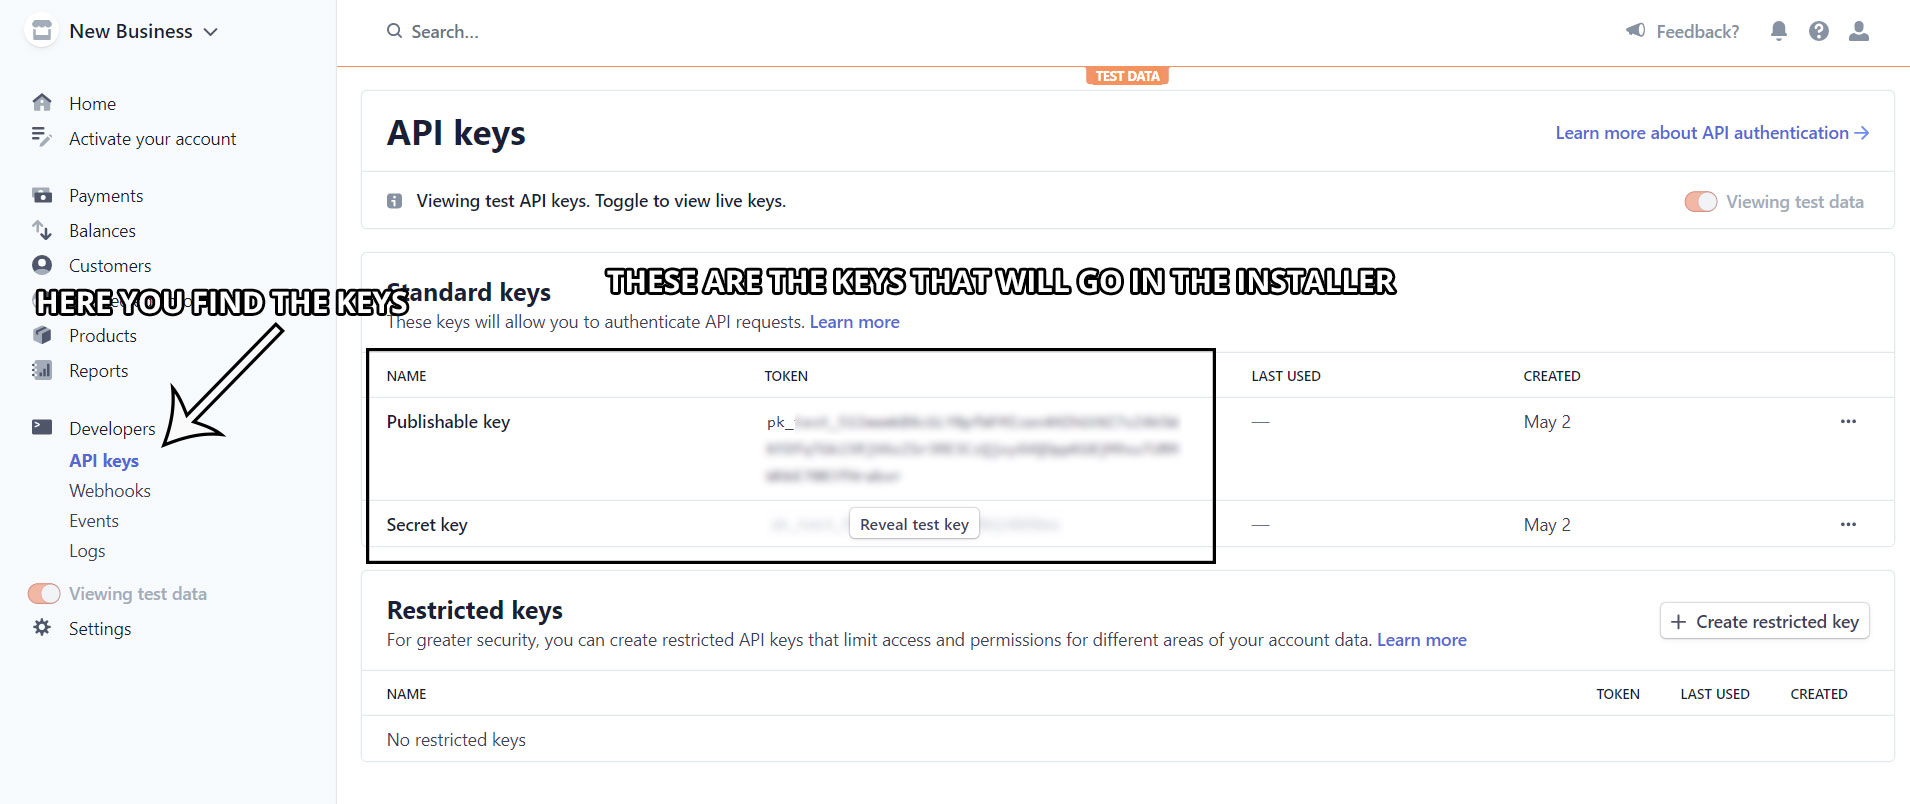 New Business
Search...
Feedback?
TEST DATA
Home
Activate your account
Payments
Balances
Customers
HERE YOU FIND THE KEYS
Products
Reports
Developers
API keys
Webhooks
Events
Logs
Viewing test data
Settings
API keys
Learn more about API authentication
Viewing test API keys. Toggle to view live keys.
Viewing test data
THESE ARE THE KEYS THAT WILL GO IN THE INSTALLER
Standard keys
These keys will allow you to authenticate API requests. Learn more
NAME TOKEN LAST USED CREATED
Publishable key pk_ — May 2
Secret key Reveal test key — May 2
Restricted keys
For greater security, you can create restricted API keys that limit access and permissions for different areas of your account data. Learn more
+ Create restricted key
NAME TOKEN LAST USED CREATED
No restricted keys